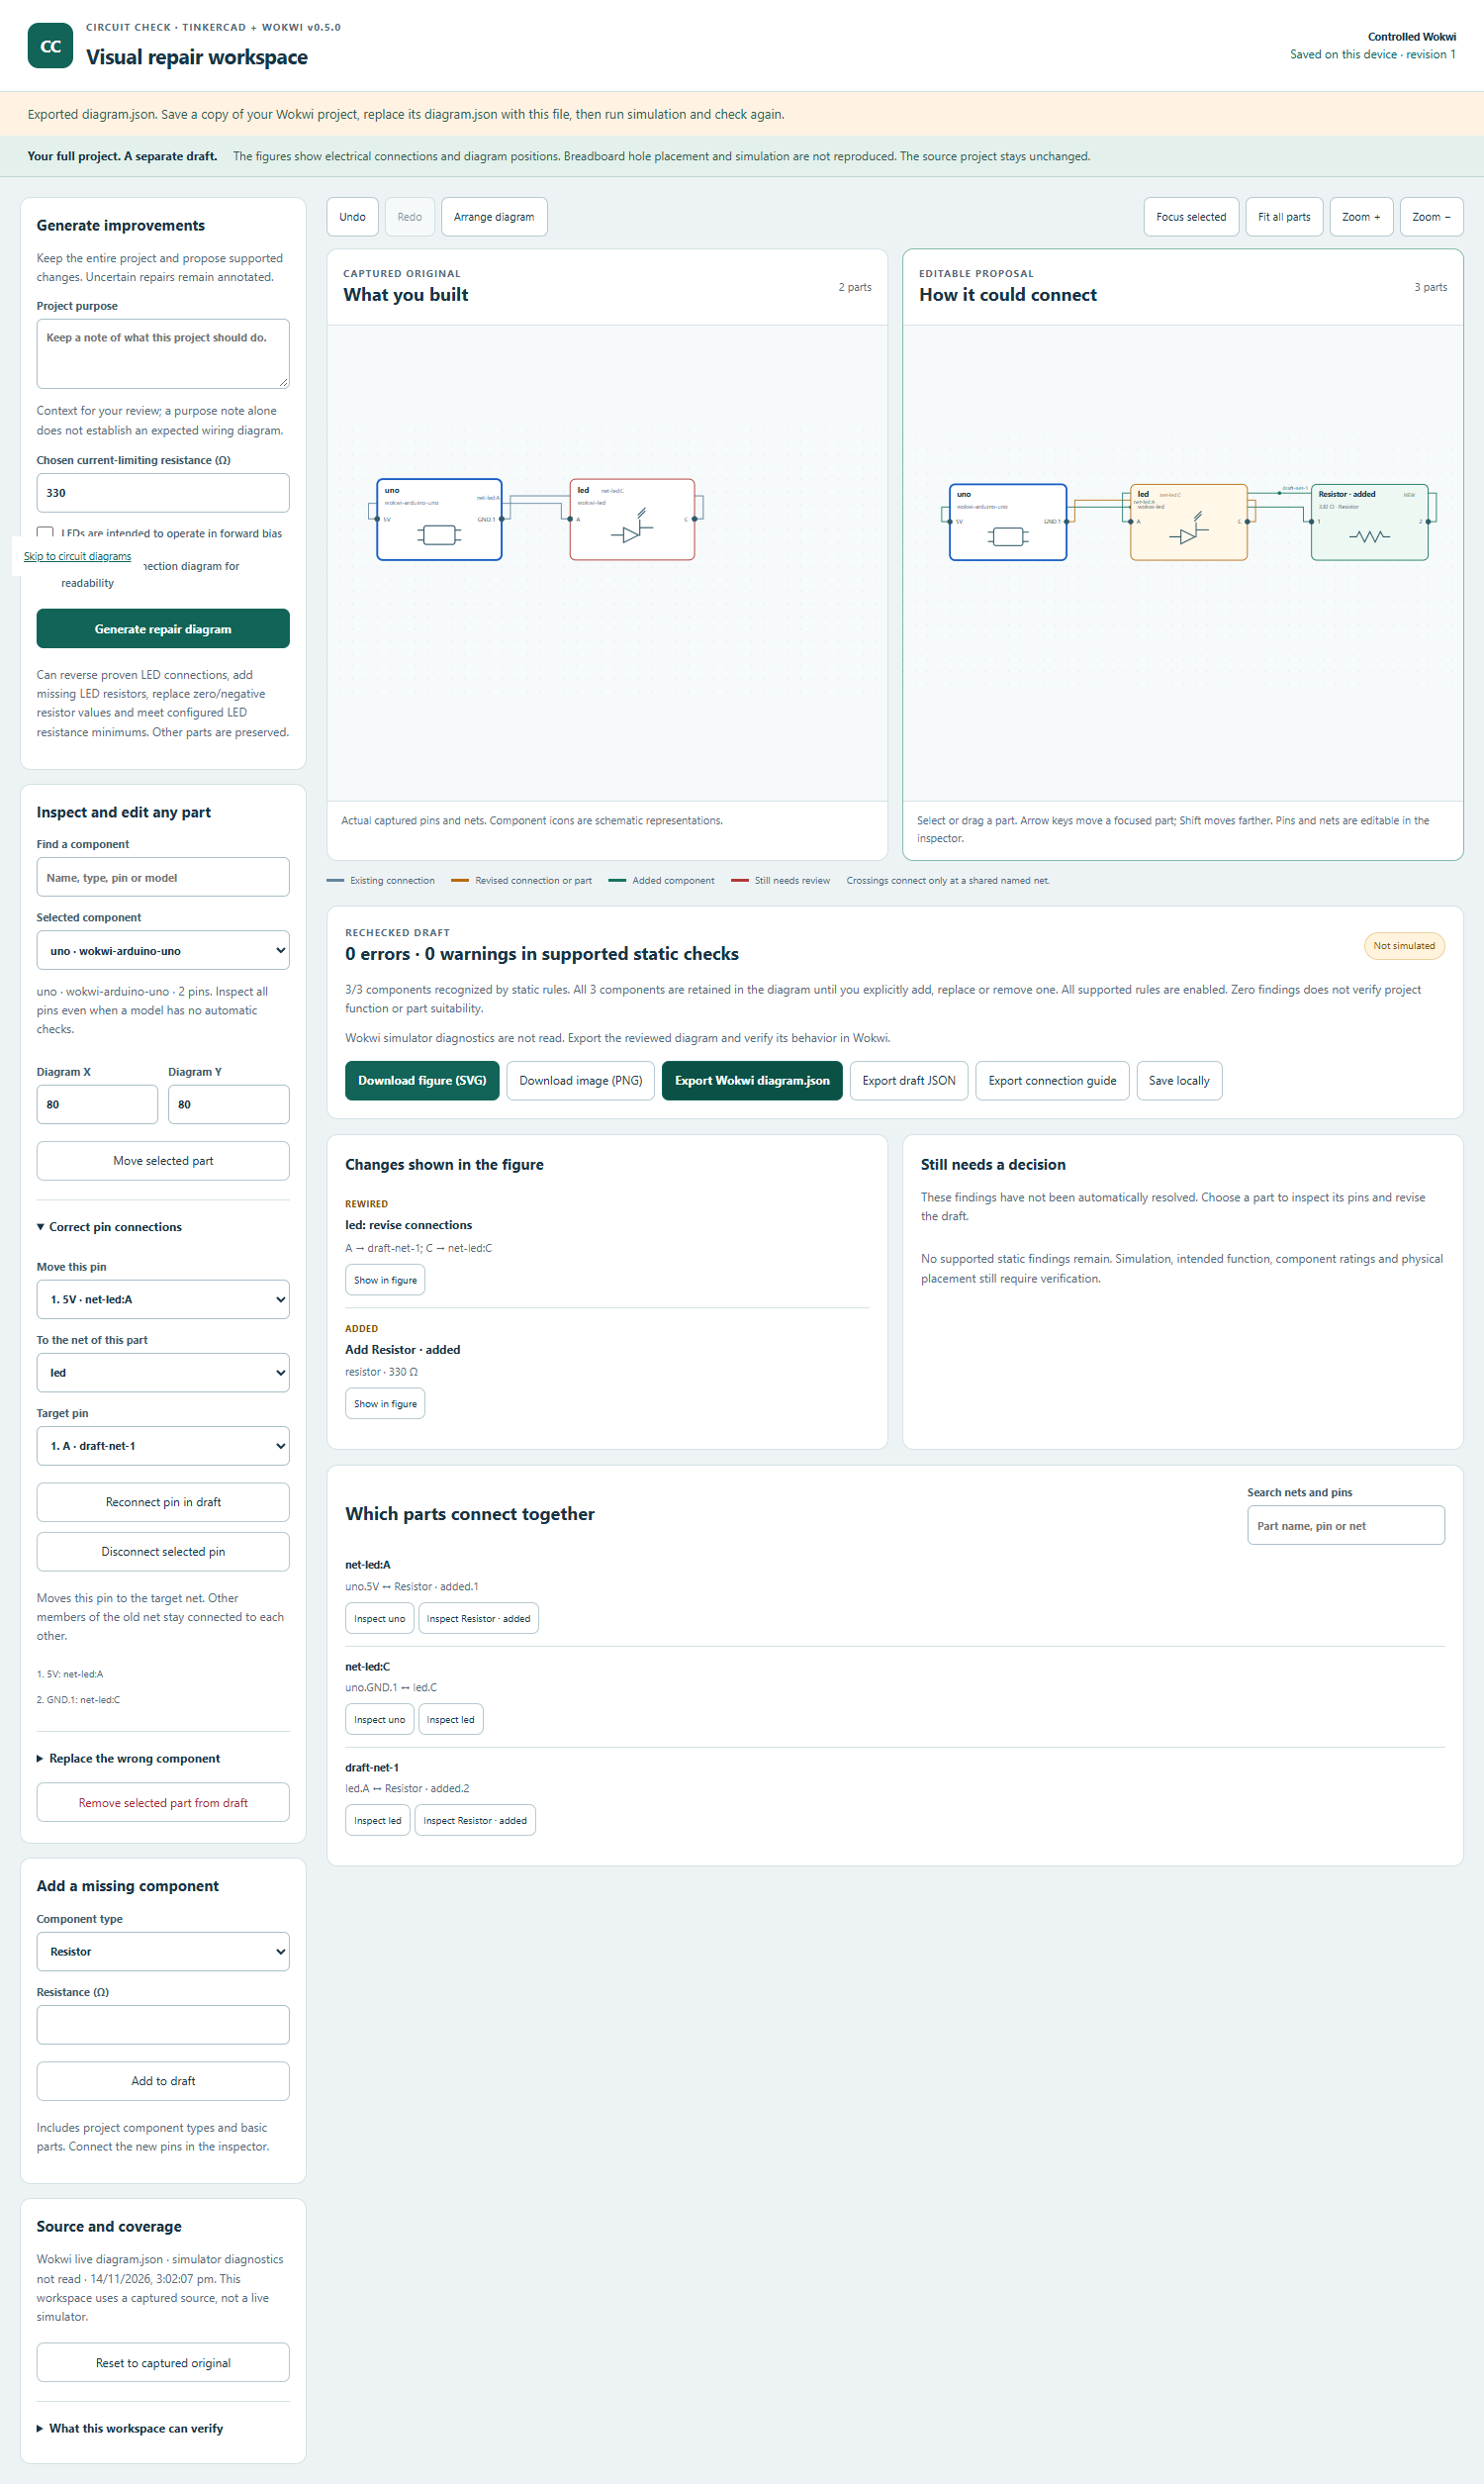 CC
CIRCUIT CHECK · TINKERCAD + WOKWI v0.5.0
Visual repair workspace
Controlled Wokwi
Saved on this device · revision 1
Exported diagram.json. Save a copy of your Wokwi project, replace its diagram.json with this file, then run simulation and check again.
Your full project. A separate draft. The figures show electrical connections and diagram positions. Breadboard hole placement and simulation are not reproduced. The source project stays unchanged.
Generate improvements
Keep the entire project and propose supported
changes. Uncertain repairs remain annotated.
Project purpose
Keep a note of what this project should do.
Context for your review; a purpose note alone
does not establish an expected wiring diagram.
Chosen current-limiting resistance (Ω)
330
LEDs are intended to operate in forward bias
Skip to circuit diagrams
nection diagram for
readability
Generate repair diagram
Can reverse proven LED connections, add
missing LED resistors, replace zero/negative
resistor values and meet configured LED
resistance minimums. Other parts are preserved.
Inspect and edit any part
Find a component
Name, type, pin or model
Selected component
uno · wokwi-arduino-uno
uno · wokwi-arduino-uno · 2 pins. Inspect all
pins even when a model has no automatic
checks.
Diagram X
Diagram Y
80
80
Move selected part
▼ Correct pin connections
Move this pin
1. 5V · net-led:A
To the net of this part
led
Target pin
1. A · draft-net-1
Reconnect pin in draft
Disconnect selected pin
Moves this pin to the target net. Other
members of the old net stay connected to each
other.
1. 5V: net-led:A
2. GND.1: net-led:C
▶ Replace the wrong component
Remove selected part from draft
Add a missing component
Component type
Resistor
Resistance (Ω)
Add to draft
Includes project component types and basic
parts. Connect the new pins in the inspector.
Source and coverage
Wokwi live diagram.json · simulator diagnostics
not read · 14/11/2026, 3:02:07 pm. This
workspace uses a captured source, not a live
simulator.
Reset to captured original
▶ What this workspace can verify
Undo
Redo
Arrange diagram
Focus selected
Fit all parts
Zoom +
Zoom −
CAPTURED ORIGINAL
What you built
2 parts
uno
wokwi-arduino-uno
net-led:A
5V
GND.1
led
net-led:C
wokwi-led
A
C
Actual captured pins and nets. Component icons are schematic representations.
EDITABLE PROPOSAL
How it could connect
3 parts
uno
wokwi-arduino-uno
5V
GND.1
led
net-led:C
net-led:A
wokwi-led
A
C
draft-net-1
Resistor · added
NEW
330 Ω · Resistor
1
2
Select or drag a part. Arrow keys move a focused part; Shift moves farther. Pins and nets are editable in the
inspector.
Existing connection
Revised connection or part
Added component
Still needs review
Crossings connect only at a shared named net.
RECHECKED DRAFT
0 errors · 0 warnings in supported static checks
Not simulated
3/3 components recognized by static rules. All 3 components are retained in the diagram until you explicitly add, replace or remove one. All supported rules are enabled. Zero findings does not verify project
function or part suitability.
Wokwi simulator diagnostics are not read. Export the reviewed diagram and verify its behavior in Wokwi.
Download figure (SVG)
Download image (PNG)
Export Wokwi diagram.json
Export draft JSON
Export connection guide
Save locally
Changes shown in the figure
REWIRED
led: revise connections
A → draft-net-1; C → net-led:C
Show in figure
ADDED
Add Resistor · added
resistor · 330 Ω
Show in figure
Still needs a decision
These findings have not been automatically resolved. Choose a part to inspect its pins and revise
the draft.
No supported static findings remain. Simulation, intended function, component ratings and physical
placement still require verification.
Which parts connect together
Search nets and pins
Part name, pin or net
net-led:A
uno.5V ↔ Resistor · added.1
Inspect uno
Inspect Resistor · added
net-led:C
uno.GND.1 ↔ led.C
Inspect uno
Inspect led
draft-net-1
led.A ↔ Resistor · added.2
Inspect led
Inspect Resistor · added